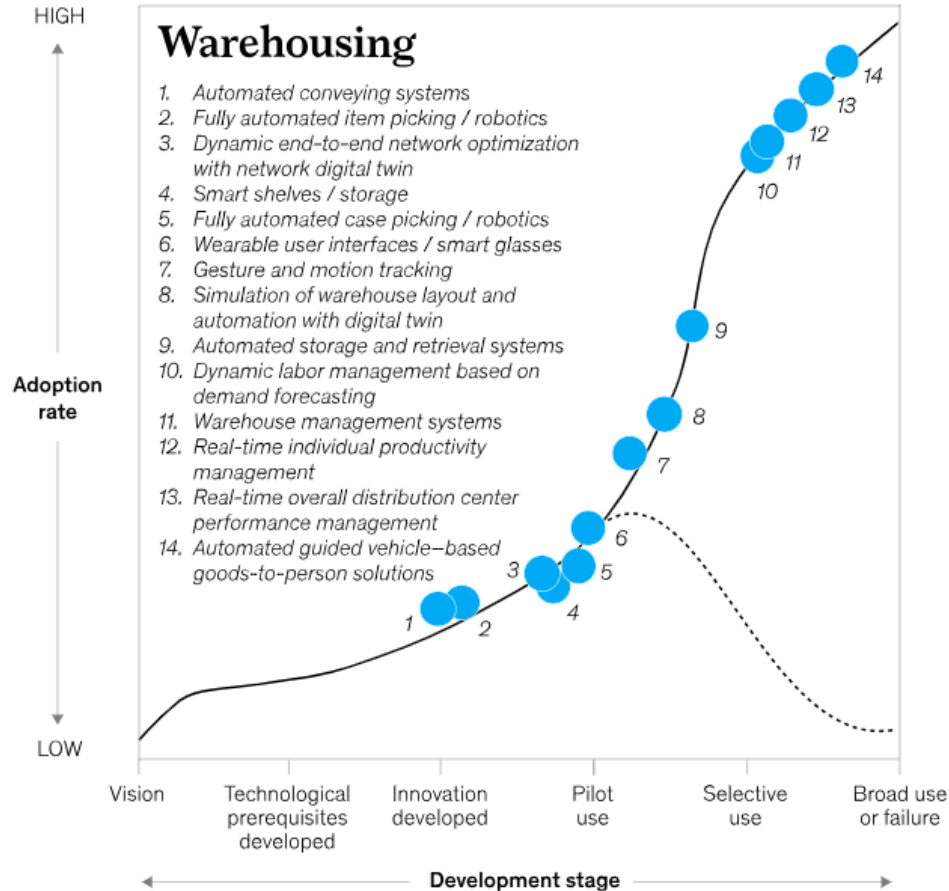 HIGH
Warehousing
1. Automated conveying systems
2. Fully automated item picking / robotics
3. Dynamic end-to-end network optimization
with network digital twin
4. Smart shelves / storage
5. Fully automated case picking / robotics
6. Wearable user interfaces / smart glasses
7. Gesture and motion tracking
8. Simulation of warehouse layout and
automation with digital twin
9. Automated storage and retrieval systems
10. Dynamic labor management based on
demand forecasting
11. Warehouse management systems
12. Real-time individual productivity
management
13. Real-time overall distribution center
performance management
14. Automated guided vehicle–based
goods-to-person solutions
14
13
12
11
10
9
8
7
6
5
4
3
2
1
Adoption
rate
LOW
Vision
Technological
prerequisites
developed
Innovation
developed
Pilot
use
Selective
use
Broad use
or failure
Development stage